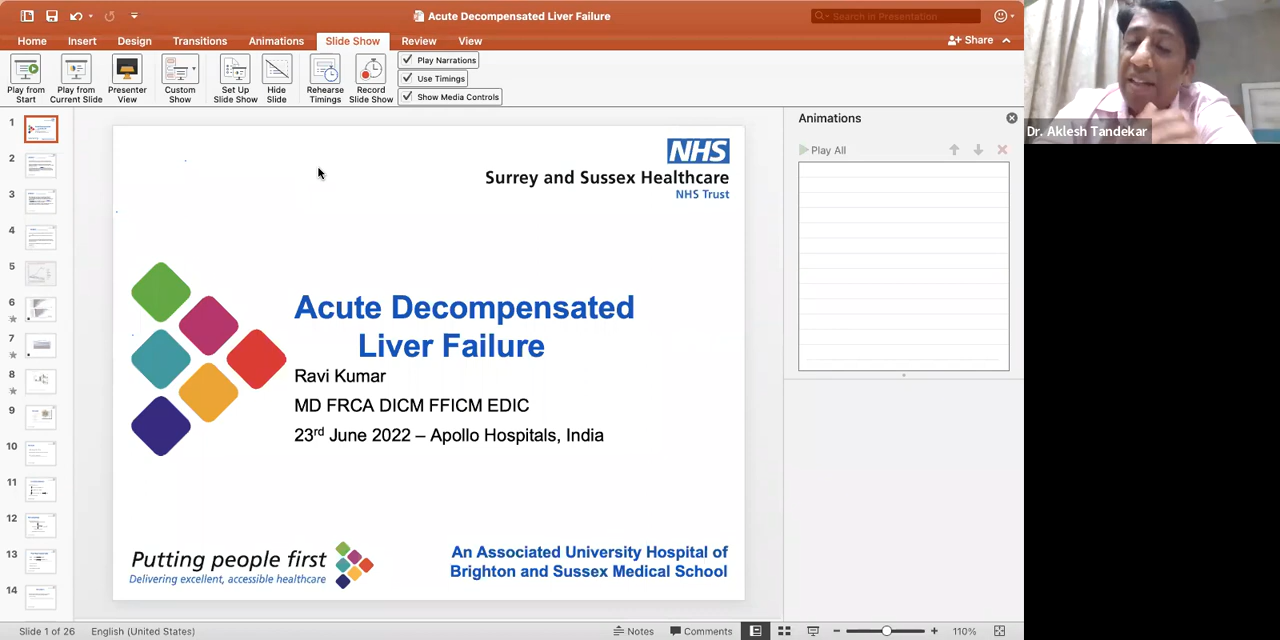 Acute Decompensated Liver Failure
Search in Presentation
Home Insert Design Transitions Animations Slide Show Review View
Share
Play from Start
Play from Current Slide
Presenter View
Custom Show
Set Up Slide Show
Hide Slide
Rehearse Timings
Record Slide Show
Play Narrations
Use Timings
Show Media Controls
Dr. Aklesh Tandekar
1
2
3
4
5
6
7
8
9
10
11
12
13
14
NHS
Surrey and Sussex Healthcare
NHS Trust
Acute Decompensated
Liver Failure
Ravi Kumar
MD FRCA DICM FFICM EDIC
23rd June 2022 – Apollo Hospitals, India
Putting people first
Delivering excellent, accessible healthcare
An Associated University Hospital of
Brighton and Sussex Medical School
Animations
Play All
Slide 1 of 26 English (United States)
Notes Comments 110%